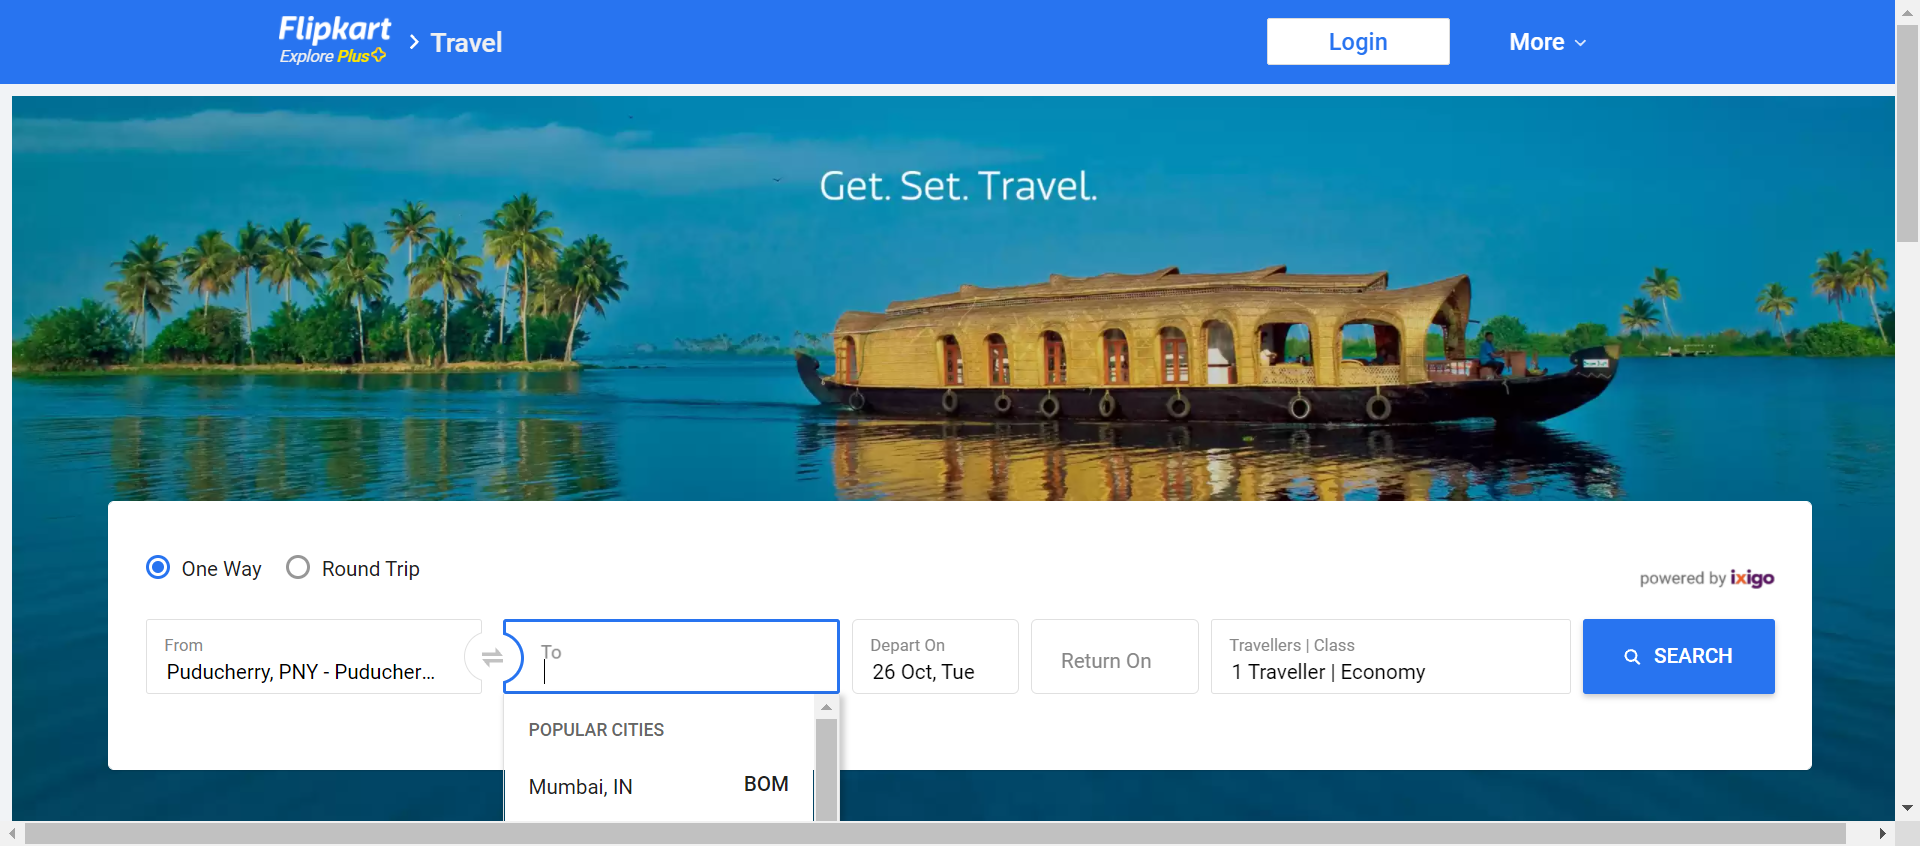 Flipkart
Explore Plus
Travel
Login
More
Get. Set. Travel.
One Way
Round Trip
powered by ixigo
From
Puducherry, PNY - Puducher...
To
Depart On
26 Oct, Tue
Return On
Travellers | Class
1 Traveller | Economy
SEARCH
POPULAR CITIES
Mumbai, IN
BOM